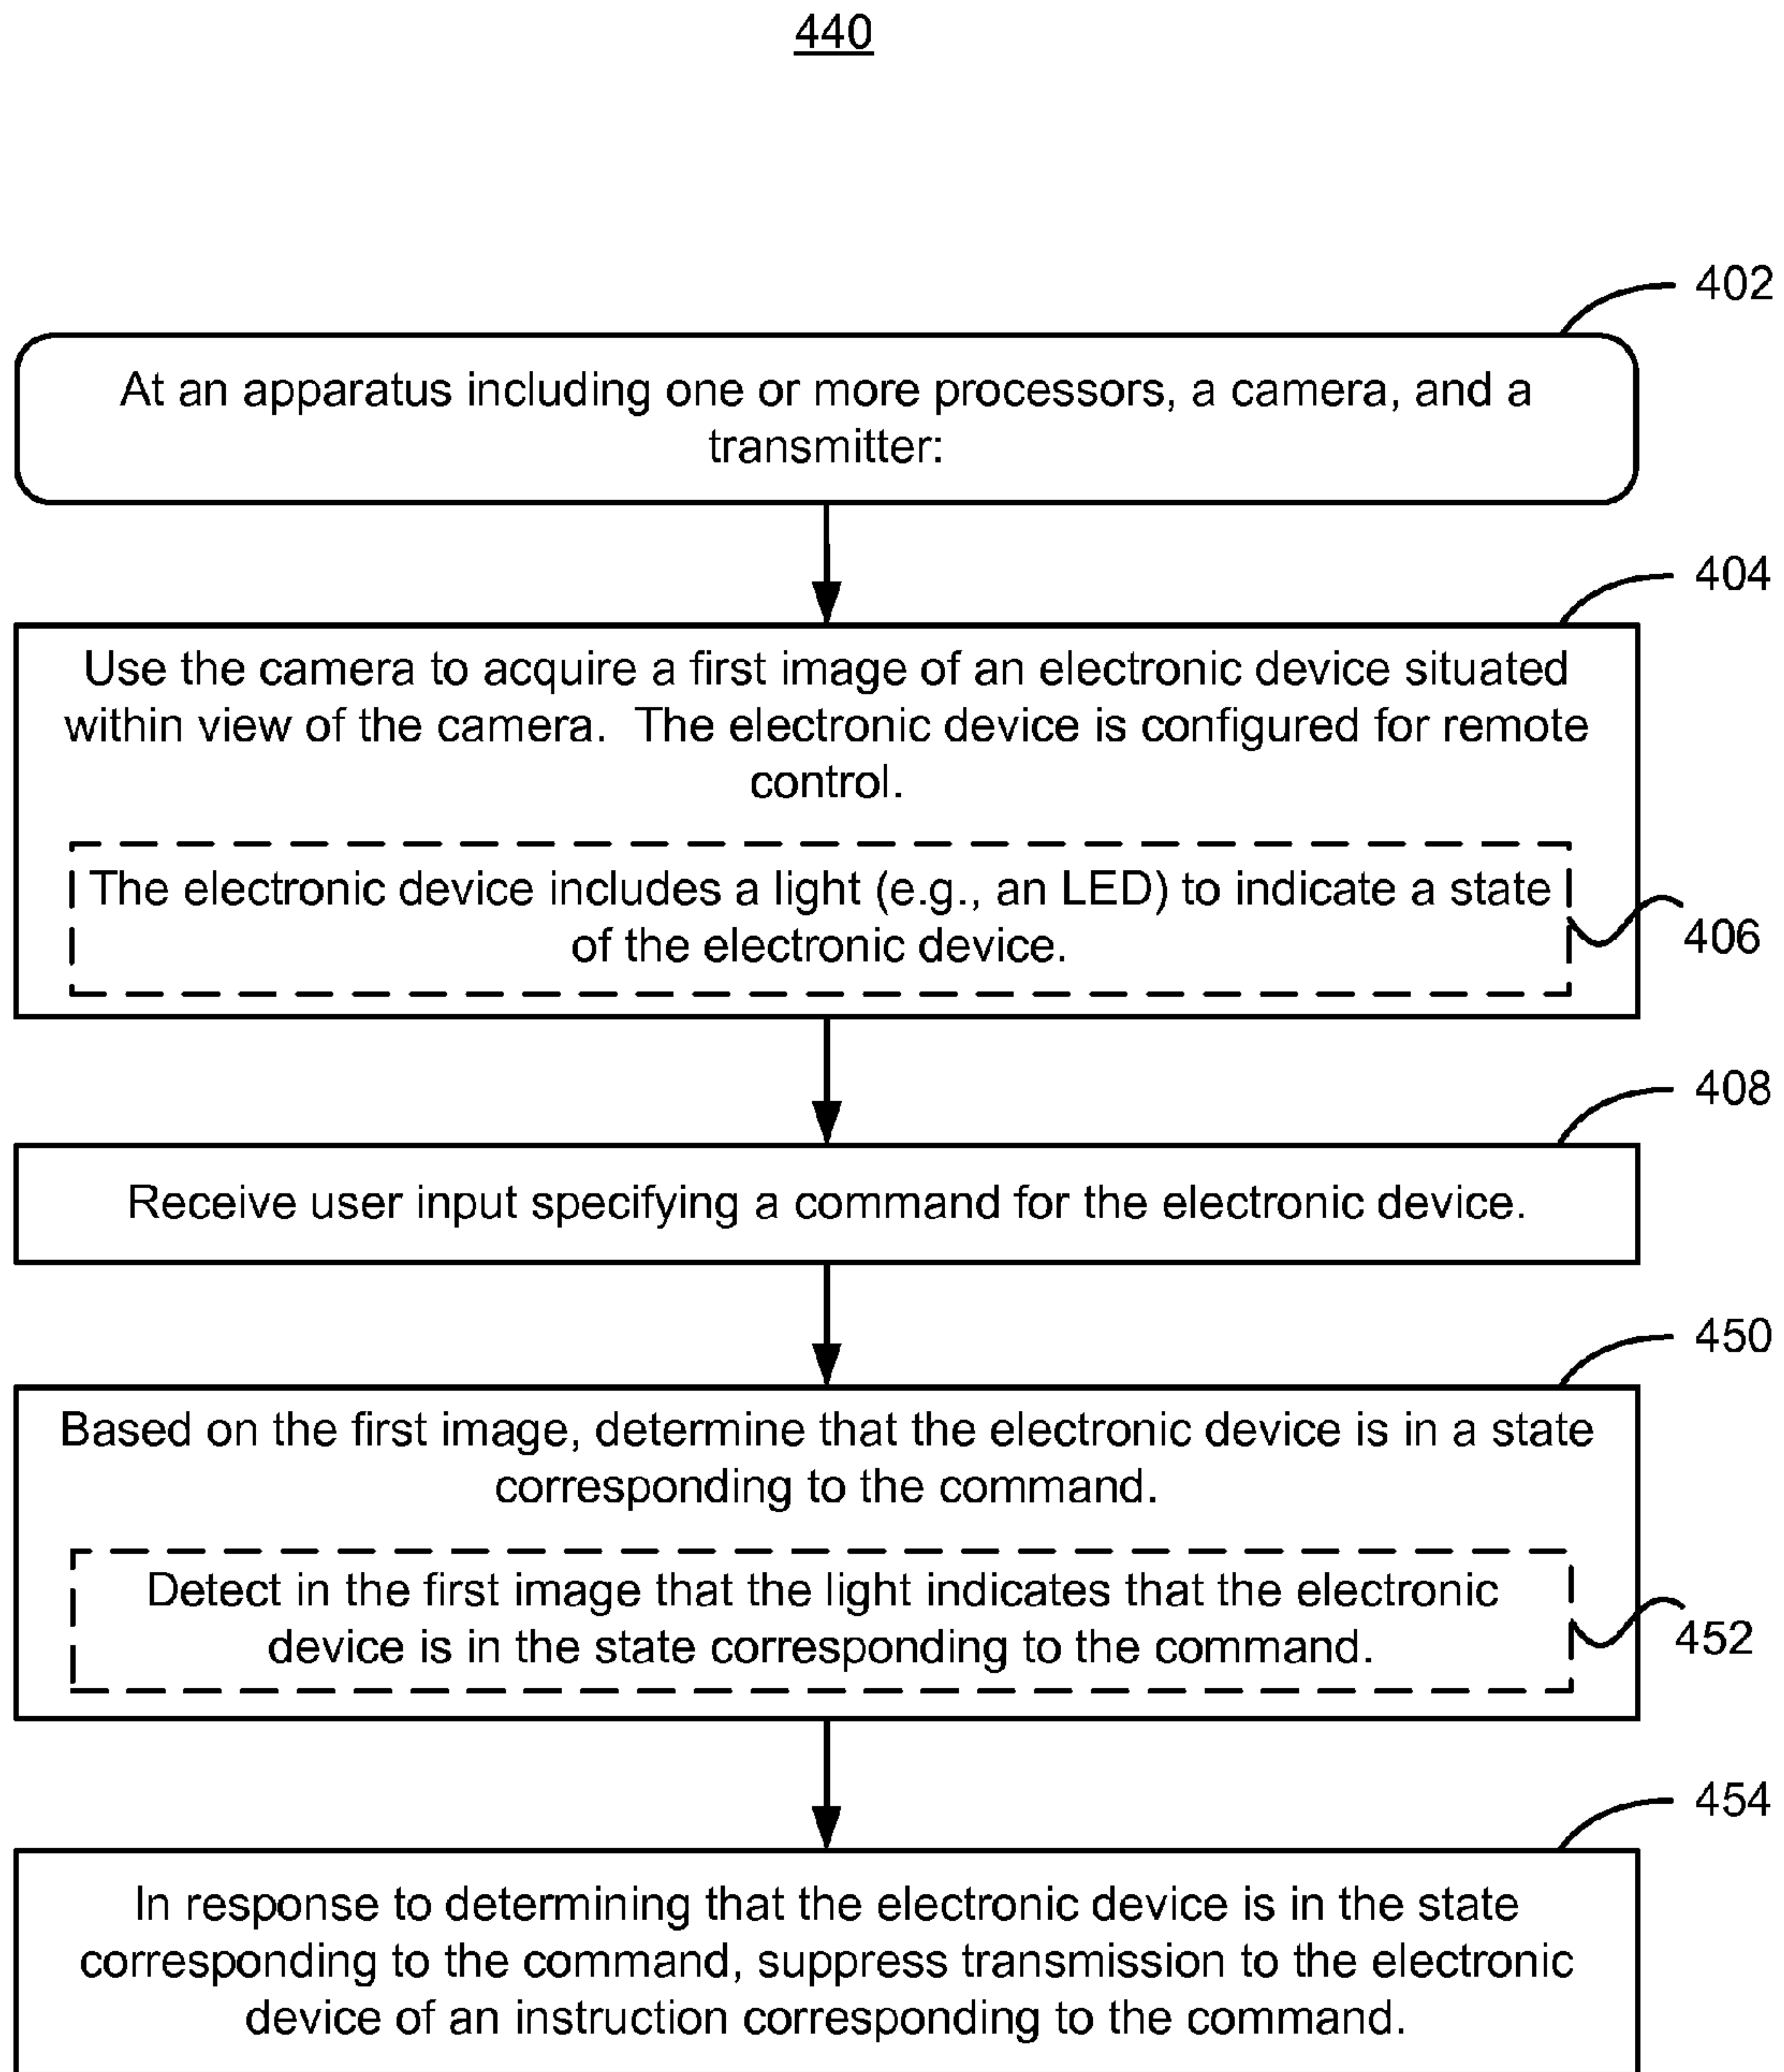 440
402
At an apparatus including one or more processors, a camera, and a
transmitter:
404
Use the camera to acquire a first image of an electronic device situated
within view of the camera.  The electronic device is configured for remote
control.
The electronic device includes a light (e.g., an LED) to indicate a state
of the electronic device.
406
408
Receive user input specifying a command for the electronic device.
450
Based on the first image, determine that the electronic device is in a state
corresponding to the command.
Detect in the first image that the light indicates that the electronic
device is in the state corresponding to the command.
452
454
In response to determining that the electronic device is in the state
corresponding to the command, suppress transmission to the electronic
device of an instruction corresponding to the command.